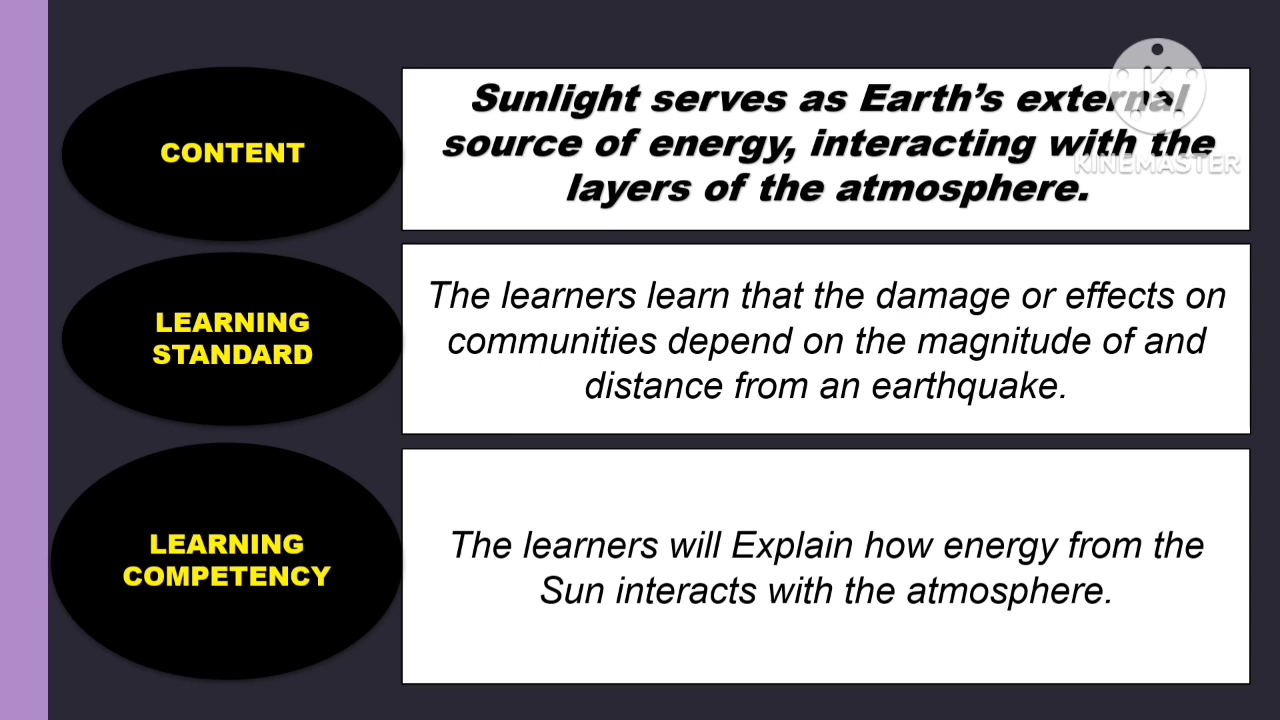 CONTENT
Sunlight serves as Earth's external
source of energy, interacting with the
layers of the atmosphere.
K
KINEMASTER
LEARNING
STANDARD
The learners learn that the damage or effects on
communities depend on the magnitude of and
distance from an earthquake.
LEARNING
COMPETENCY
The learners will Explain how energy from the
Sun interacts with the atmosphere.